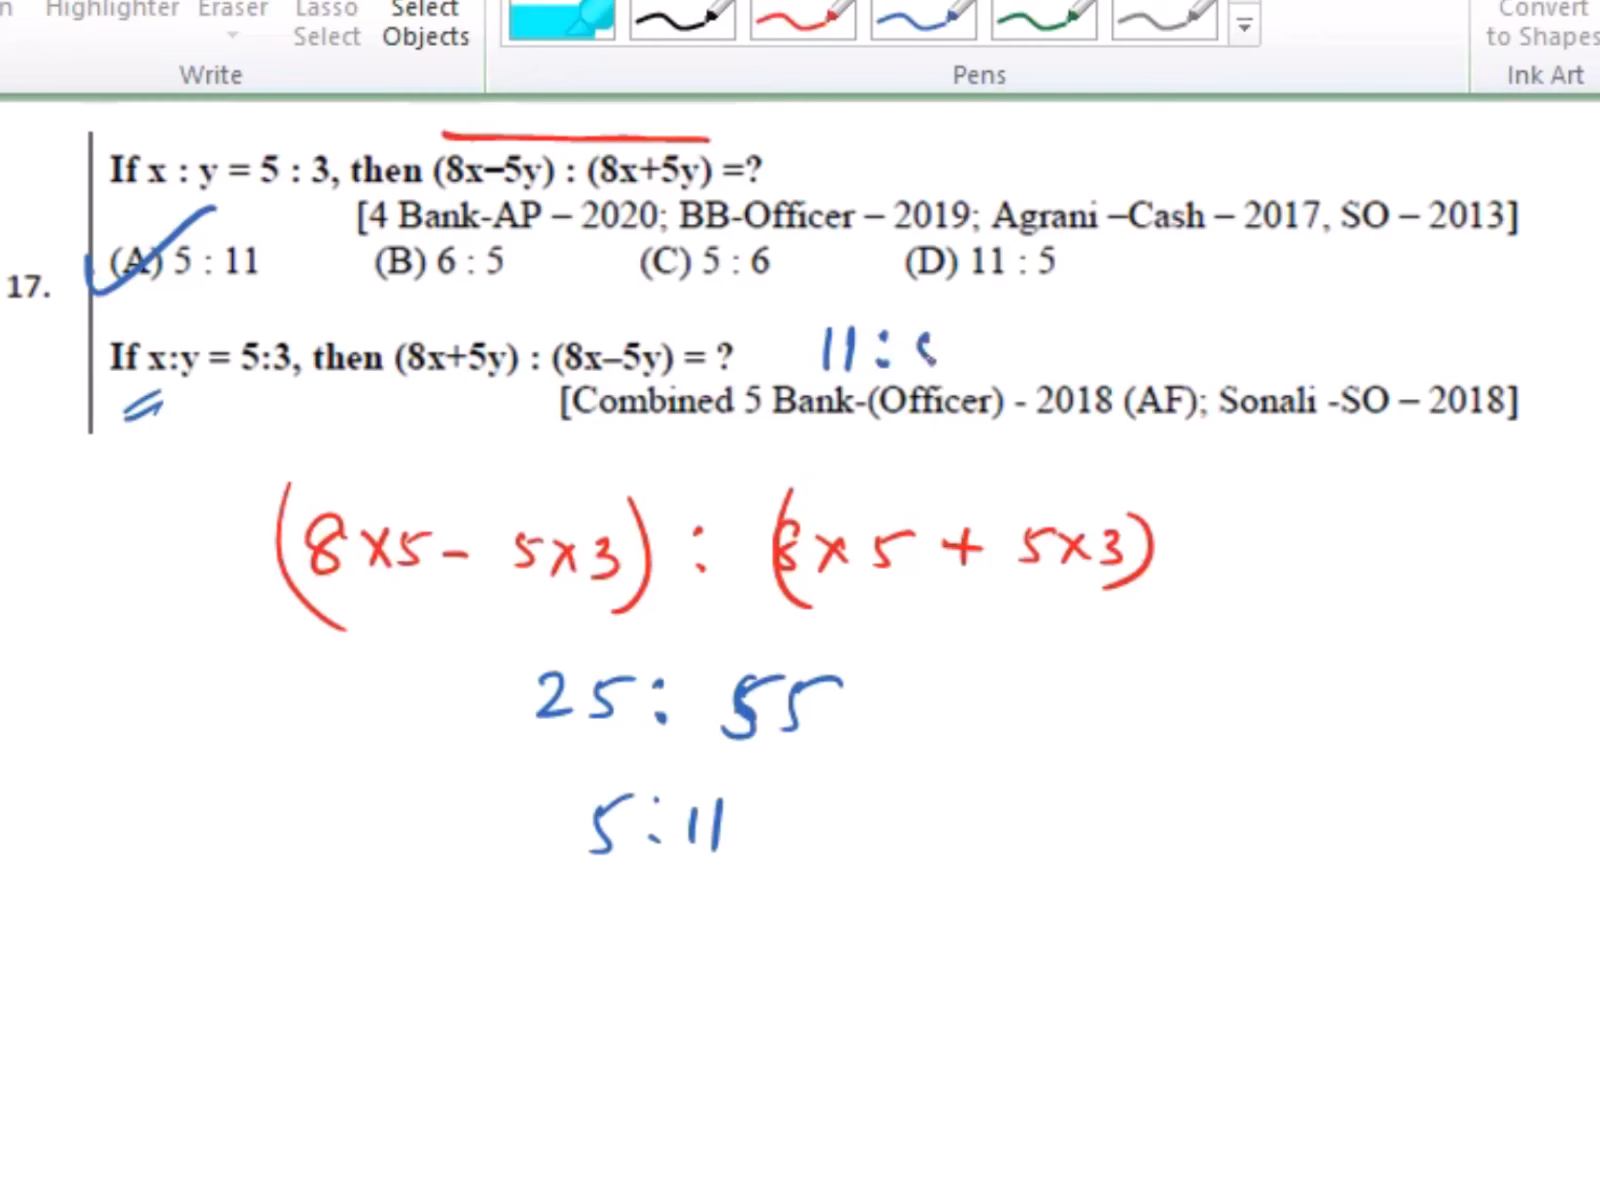 Highlighter Eraser Lasso Select Select Objects Convert to Shapes
Write Pens Ink Art
If x : y = 5 : 3, then (8x–5y) : (8x+5y) =?
[4 Bank-AP – 2020; BB-Officer – 2019; Agrani –Cash – 2017, SO – 2013]
(A) 5 : 11 (B) 6 : 5 (C) 5 : 6 (D) 11 : 5
17.
If x:y = 5:3, then (8x+5y) : (8x–5y) = ? 11 :
[Combined 5 Bank-(Officer) - 2018 (AF); Sonali -SO – 2018]
(8×5 - 5×3) : (8×5 + 5×3)
25 : 55
5 : 11